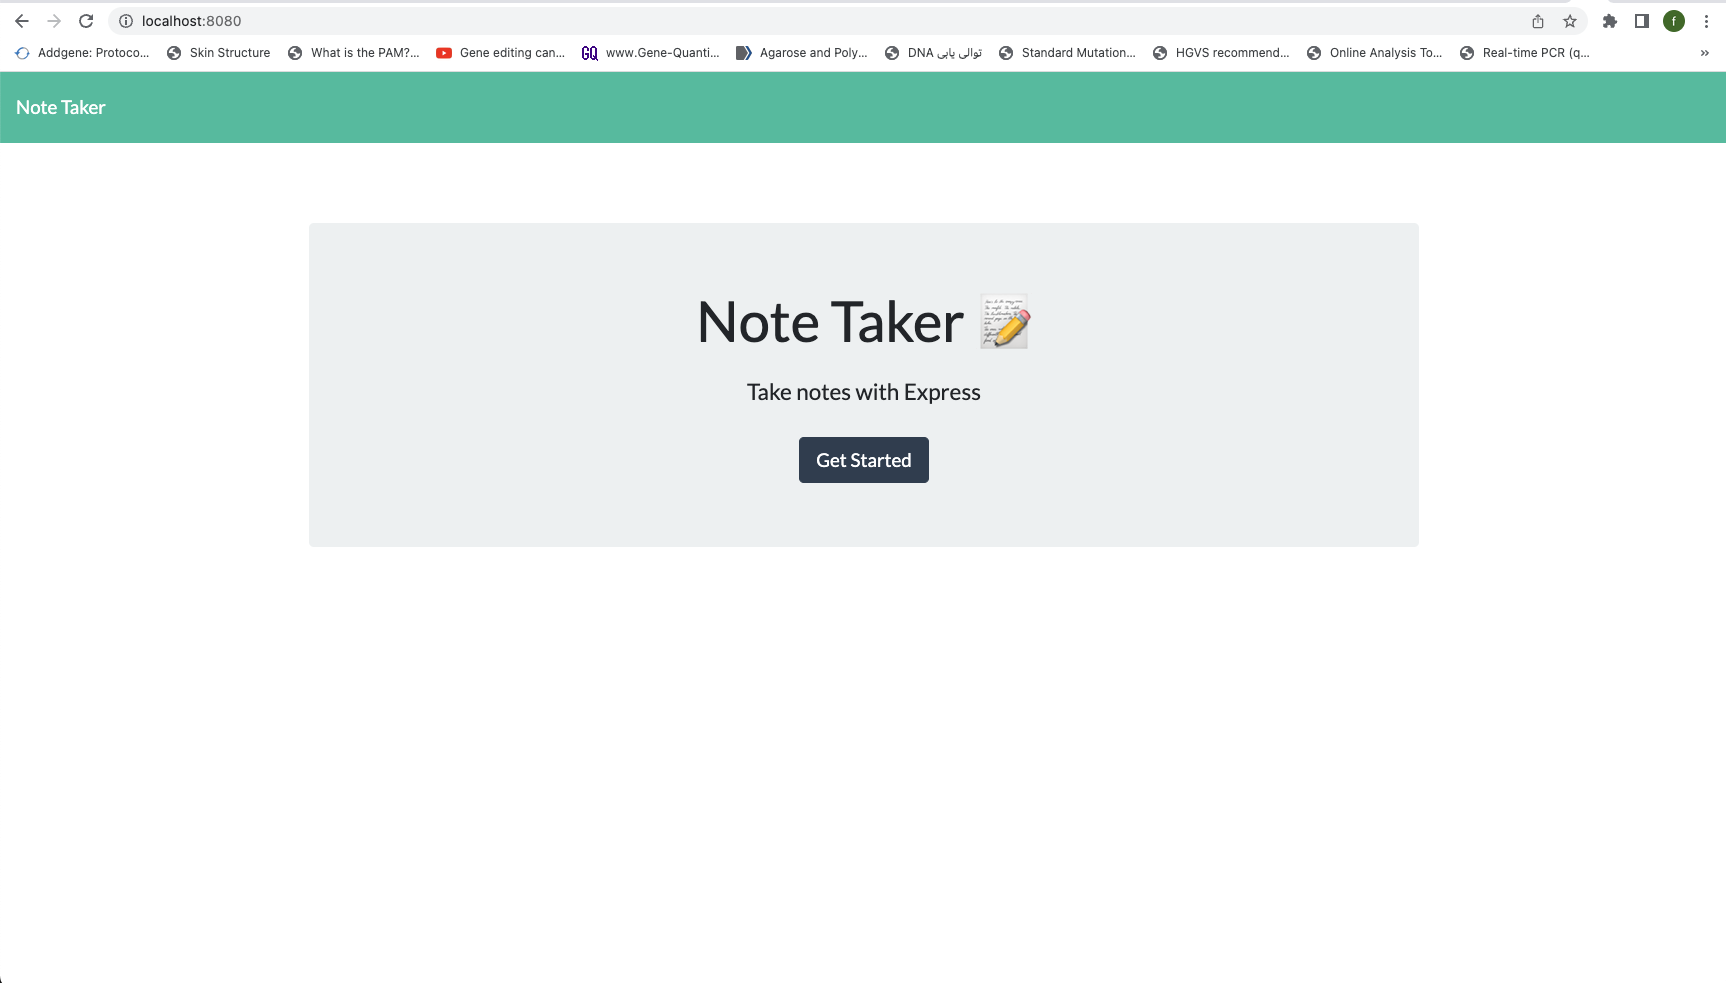 localhost:8080
Addgene: Protoco... Skin Structure What is the PAM?... Gene editing can... GQ www.Gene-Quanti... Agarose and Poly... DNA توالی یابی Standard Mutation... HGVS recommend... Online Analysis To... Real-time PCR (q... »
Note Taker
Note Taker
Take notes with Express
Get Started
f